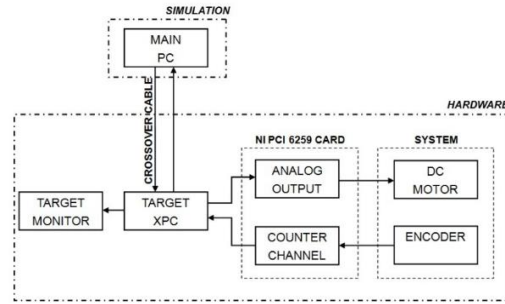 SIMULATION
MAIN
PC
CROSSOVER CABLE
HARDWARE
NI PCI 6259 CARD
SYSTEM
ANALOG
OUTPUT
DC
MOTOR
TARGET
MONITOR
TARGET
XPC
COUNTER
CHANNEL
ENCODER